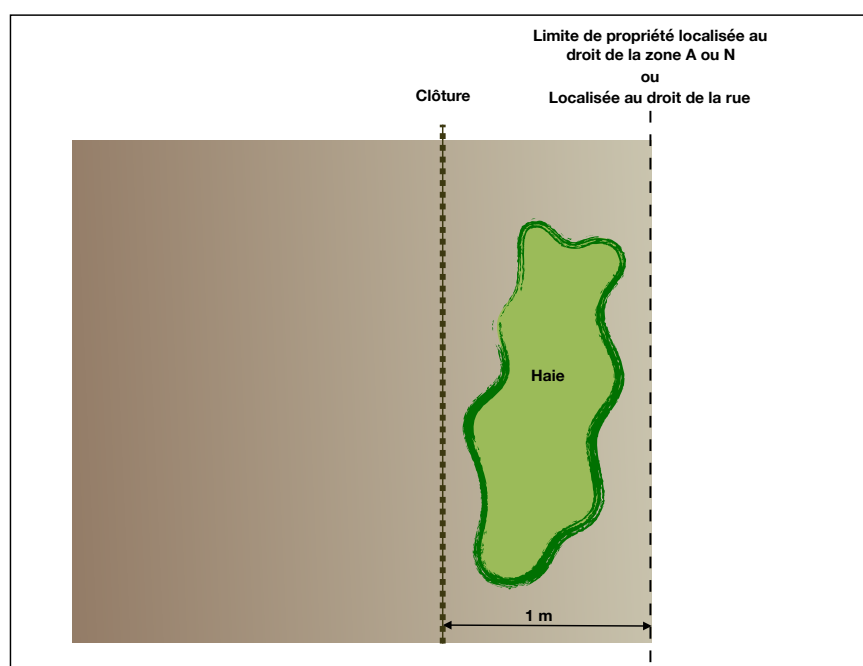 Limite de propriété localisée au
droit de la zone A ou N
ou
Localisée au droit de la rue
Clôture
Haie
1 m